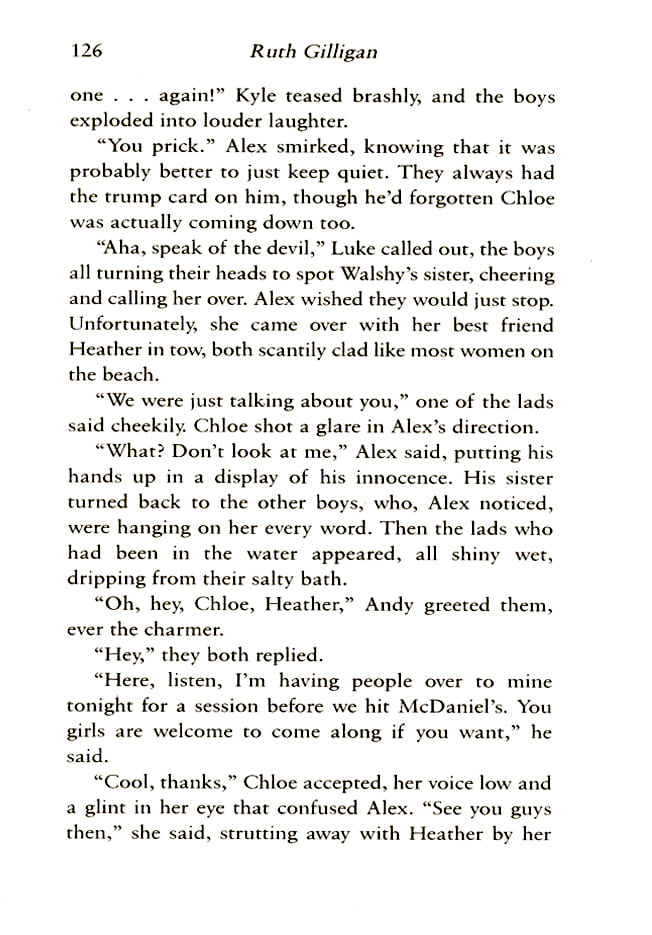 126 Ruth Gilligan
one . . . again!” Kyle teased brashly, and the boys
exploded into louder laughter.
“You prick.” Alex smirked, knowing that it was
probably better to just keep quiet. They always had
the trump card on him, though he’d forgotten Chloe
was actually coming down too.
“Aha, speak of the devil,” Luke called out, the boys
all turning their heads to spot Walshy’s sister, cheering
and calling her over. Alex wished they would just stop.
Unfortunately, she came over with her best friend
Heather in tow, both scantily clad like most women on
the beach.
“We were just talking about you,” one of the lads
said cheekily. Chloe shot a glare in Alex’s direction.
“What? Don’t look at me,” Alex said, putting his
hands up in a display of his innocence. His sister
turned back to the other boys, who, Alex noticed,
were hanging on her every word. Then the lads who
had been in the water appeared, all shiny wet,
dripping from their salty bath.
“Oh, hey, Chloe, Heather,” Andy greeted them,
ever the charmer.
“Hey,” they both replied.
“Here, listen, I’m having people over to mine
tonight for a session before we hit McDaniel’s. You
girls are welcome to come along if you want,” he
said.
“Cool, thanks,” Chloe accepted, her voice low and
a glint in her eye that confused Alex. “See you guys
then,” she said, strutting away with Heather by her